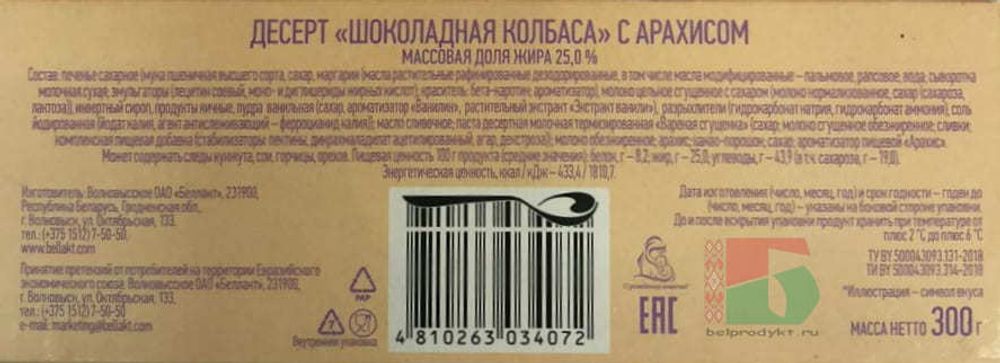 ДЕСЕРТ «ШОКОЛАДНАЯ КОЛБАСА» С АРАХИСОМ
МАССОВАЯ ДОЛЯ ЖИРА 25,0 %
Состав: печенье сахарное (мука пшеничная высшего сорта, сахар, маргарин (масла растительные рафинированные дезодорированные, в том числе масла модифицированные – пальмовое, рапсовое, вода, сыворотка
молочная сухая, эмульгаторы (лецитин соевый, моно- и диглицериды жирных кислот), краситель: бета-каротин; ароматизатор), молоко цельное сгущенное с сахаром (молоко нормализованное, сахар (сахароза,
лактоза)), инвертный сироп, продукты яичные, пудра ванильная (сахар, ароматизатор «Ванилин», растительный экстракт «Экстракт ванили»), разрыхлители (гидрокарбонат натрия, гидрокарбонат аммония), соль
йодированная (йодат калия, агент антислеживающий – ферроцианид калия)); масло сливочное; паста десертная молочная термизированная «Вареная сгущенка» (сахар; молоко сгущенное обезжиренное; сливки;
комплексная пищевая добавка (стабилизаторы: пектины, дикрахмаладипат ацетилированный, агар, декстроза)); молоко обезжиренное; арахис; какао-порошок; сахар; ароматизатор пищевой «Арахис».
Может содержать следы кунжута, сои, горчицы, орехов. Пищевая ценность 100 г продукта (средние значения): белок, г – 8,2; жир, г – 25,0; углеводы, г – 43,9 (в т.ч. сахароза, г – 19,0).
Энергетическая ценность, ккал / кДж – 433,4 / 1810,7.
Изготовитель: Волковысское ОАО «Беллакт», 231900,
Республика Беларусь, Гродненская обл.,
г. Волковыск, ул. Октябрьская, 133.
тел.: (+375 1512) 7-50-50.
www.bellakt.com
Принятие претензий от потребителей на территории Евразийского
экономического союза: Волковысское ОАО «Беллакт», 231900,
г. Волковыск, ул. Октябрьская, 133,
тел.: (+375 1512) 7-50-50
e-mail: marketing@bellakt.com
PAP
7
Внутренняя упаковка
4 810263 034072
EAC
Дата изготовления (число, месяц, год) и срок годности – годен до
(число, месяц, год) – указаны на боковой стороне упаковки.
До и после вскрытия упаковки продукт хранить при температуре от
плюс 2 °С до плюс 6 °С
ТУ BY 500043093.131-2018
ТИ BY 500043093.314-2018
*Иллюстрация – символ вкуса
МАССА НЕТТО 300 г
belprodykt.ru